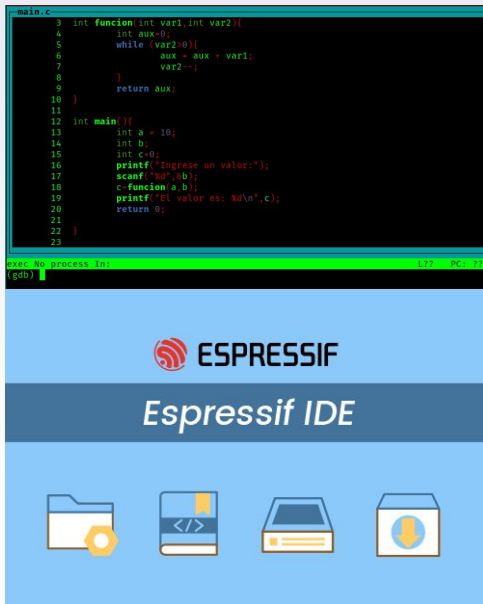 main.c
3 int funcion(int var1,int var2){
4 int aux=0;
5 while (var2>0){
6 aux = aux + var1;
7 var2--;
8 }
9 return aux;
10 }
11
12 int main(){
13 int a = 10;
14 int b;
15 int c=0;
16 printf("Ingrese un valor:");
17 scanf("%d",&b);
18 c=funcion(a,b);
19 printf("El valor es: %d\n",c);
20 return 0;
21
22 }
23
exec No process In: L?? PC: ??
(gdb)
ESPRESSIF
Espressif IDE
</>